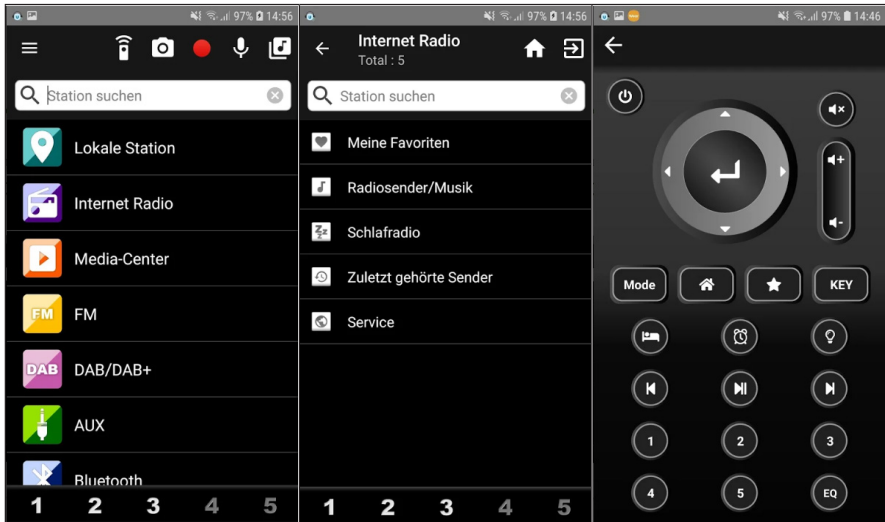 97% 14:56
Station suchen
Lokale Station
Internet Radio
Media-Center
FM FM
DAB DAB/DAB+
AUX
Bluetooth
1 2 3 4 5
97% 14:56
Internet Radio
Total : 5
Station suchen
Meine Favoriten
Radiosender/Musik
Schlafradio
Zuletzt gehörte Sender
Service
1 2 3 4 5
97% 14:46
Mode KEY
1 2 3
4 5 EQ